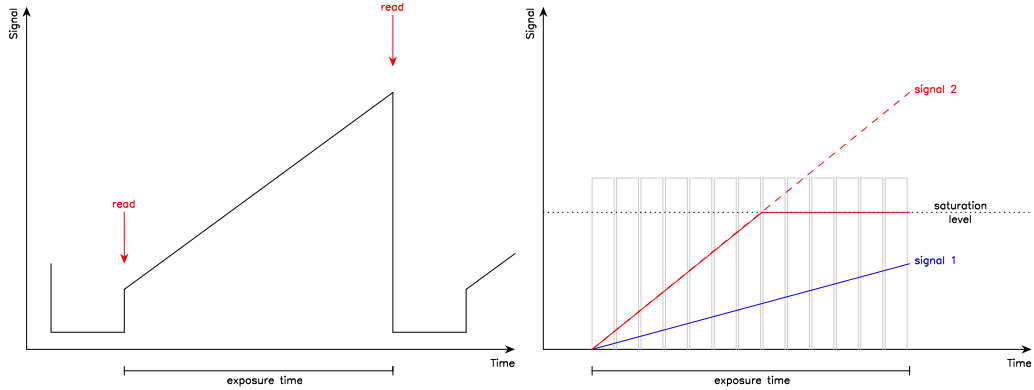 Signal
read
read
Time
exposure time
Signal
signal 2
saturation
level
signal 1
Time
exposure time